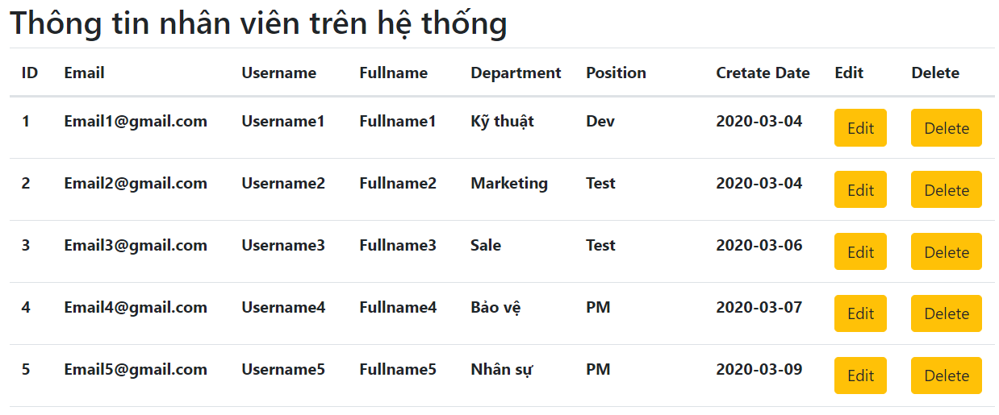 Thông tin nhân viên trên hệ thống
ID Email Username Fullname Department Position Cretate Date Edit Delete
1 Email1@gmail.com Username1 Fullname1 Kỹ thuật Dev 2020-03-04 Edit Delete
2 Email2@gmail.com Username2 Fullname2 Marketing Test 2020-03-04 Edit Delete
3 Email3@gmail.com Username3 Fullname3 Sale Test 2020-03-06 Edit Delete
4 Email4@gmail.com Username4 Fullname4 Bảo vệ PM 2020-03-07 Edit Delete
5 Email5@gmail.com Username5 Fullname5 Nhân sự PM 2020-03-09 Edit Delete